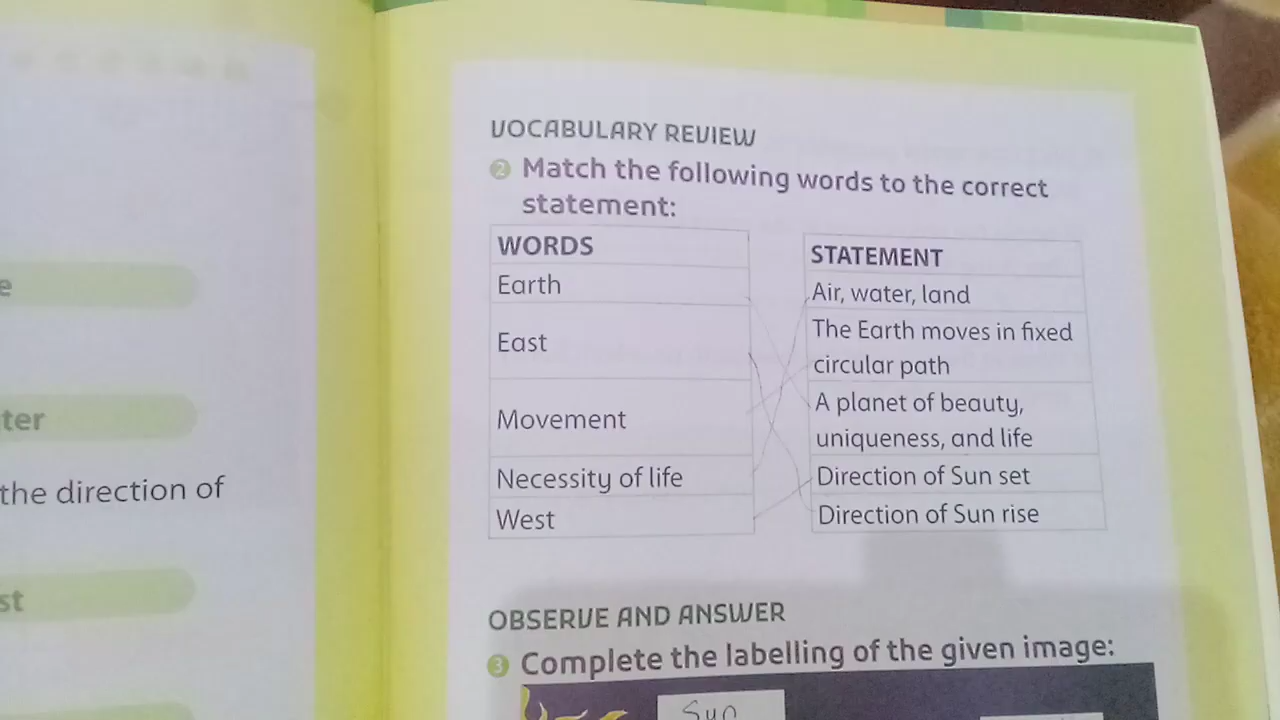 e
ter
the direction of
st
VOCABULARY REVIEW
2 Match the following words to the correct
statement:
WORDS
Earth
East
Movement
Necessity of life
West
STATEMENT
Air, water, land
The Earth moves in fixed
circular path
A planet of beauty,
uniqueness, and life
Direction of Sun set
Direction of Sun rise
OBSERVE AND ANSWER
3 Complete the labelling of the given image:
Sun